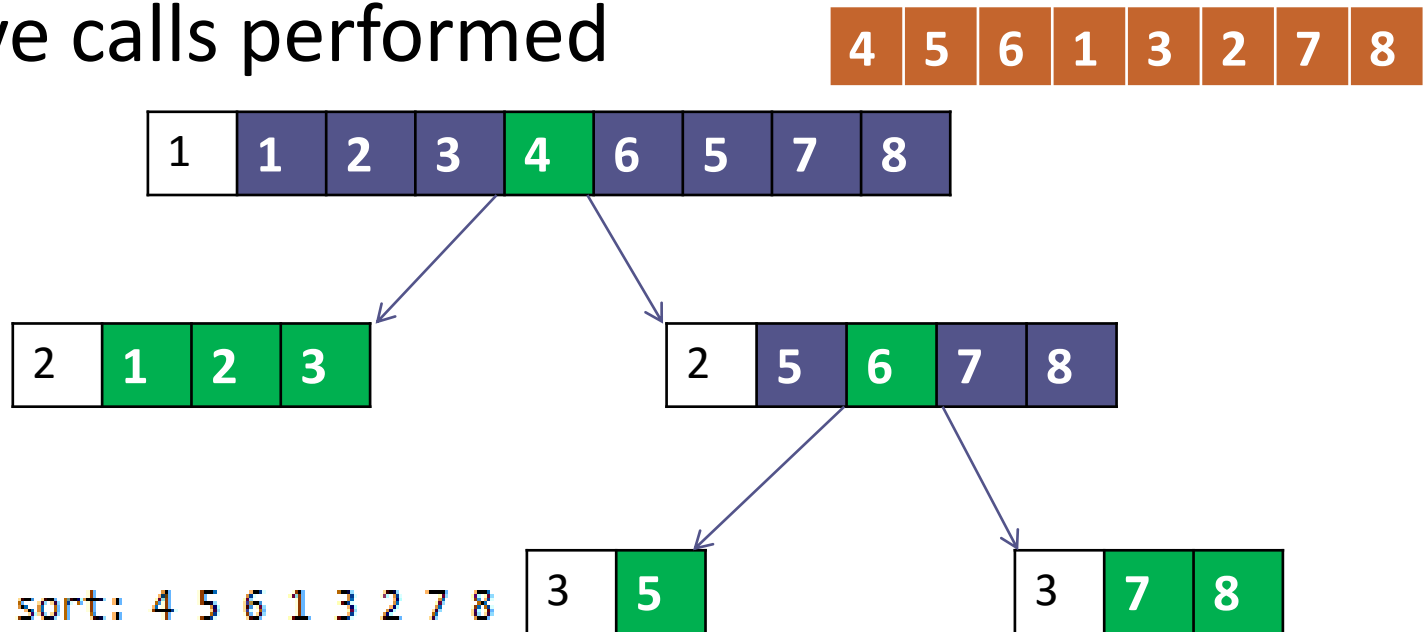 ve calls performed
4 5 6 1 3 2 7 8
1 1 2 3 4 6 5 7 8
2 1 2 3
2 5 6 7 8
3 5
3 7 8
sort: 4 5 6 1 3 2 7 8